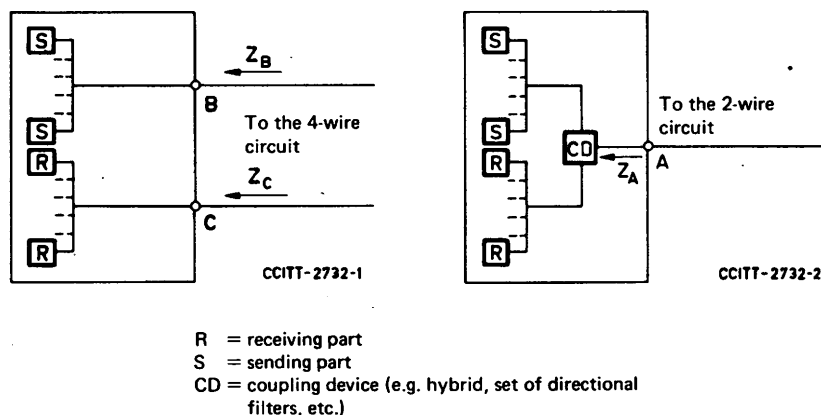 S
Z_B
B
S
To the 4-wire
circuit
R
Z_C
C
R
CCITT-2732-1
S
To the 2-wire
circuit
S
CD
A
Z_A
R
R
CCITT-2732-2
R = receiving part
S = sending part
CD = coupling device (e.g. hybrid, set of directional
filters, etc.)